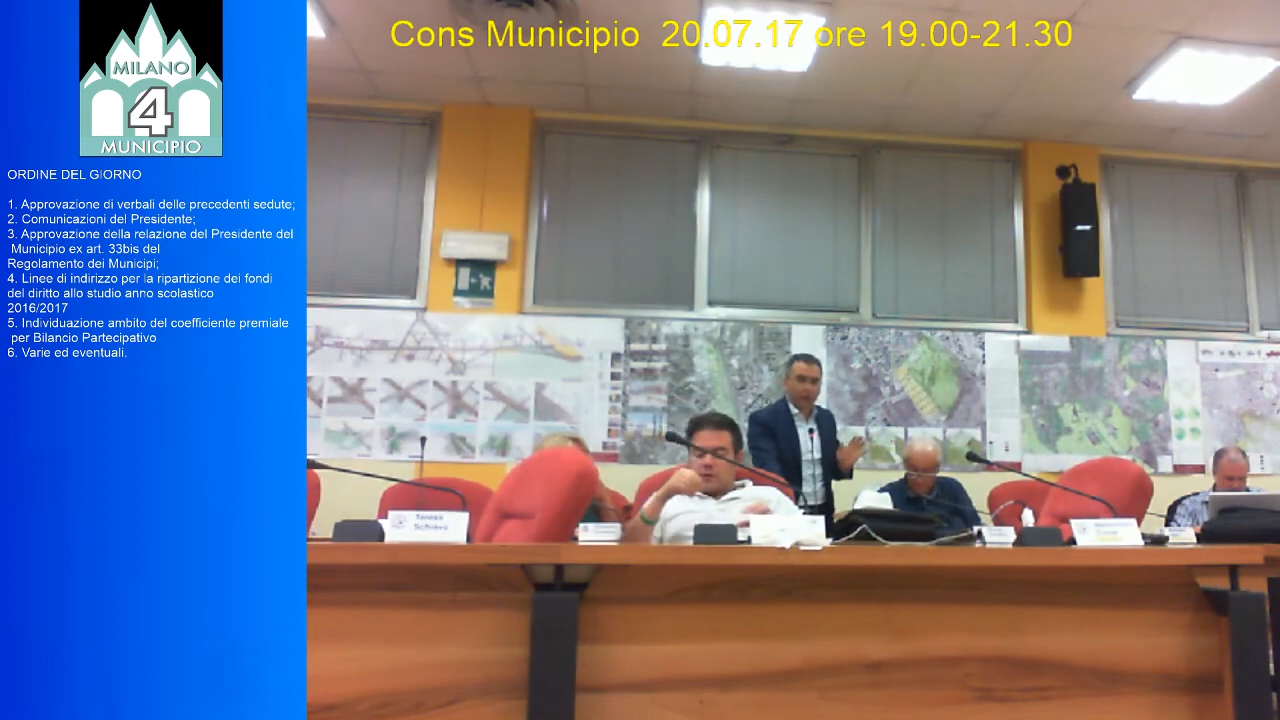 Cons Municipio 20.07.17 ore 19.00-21.30
MILANO
4
MUNICIPIO
ORDINE DEL GIORNO
1. Approvazione di verbali delle precedenti sedute;
2. Comunicazioni del Presidente;
3. Approvazione della relazione del Presidente del
Municipio ex art. 33bis del
Regolamento dei Municipi;
4. Linee di indirizzo per la ripartizione dei fondi
del diritto allo studio anno scolastico
2016/2017
5. Individuazione ambito del coefficiente premiale
per Bilancio Partecipativo
6. Varie ed eventuali.